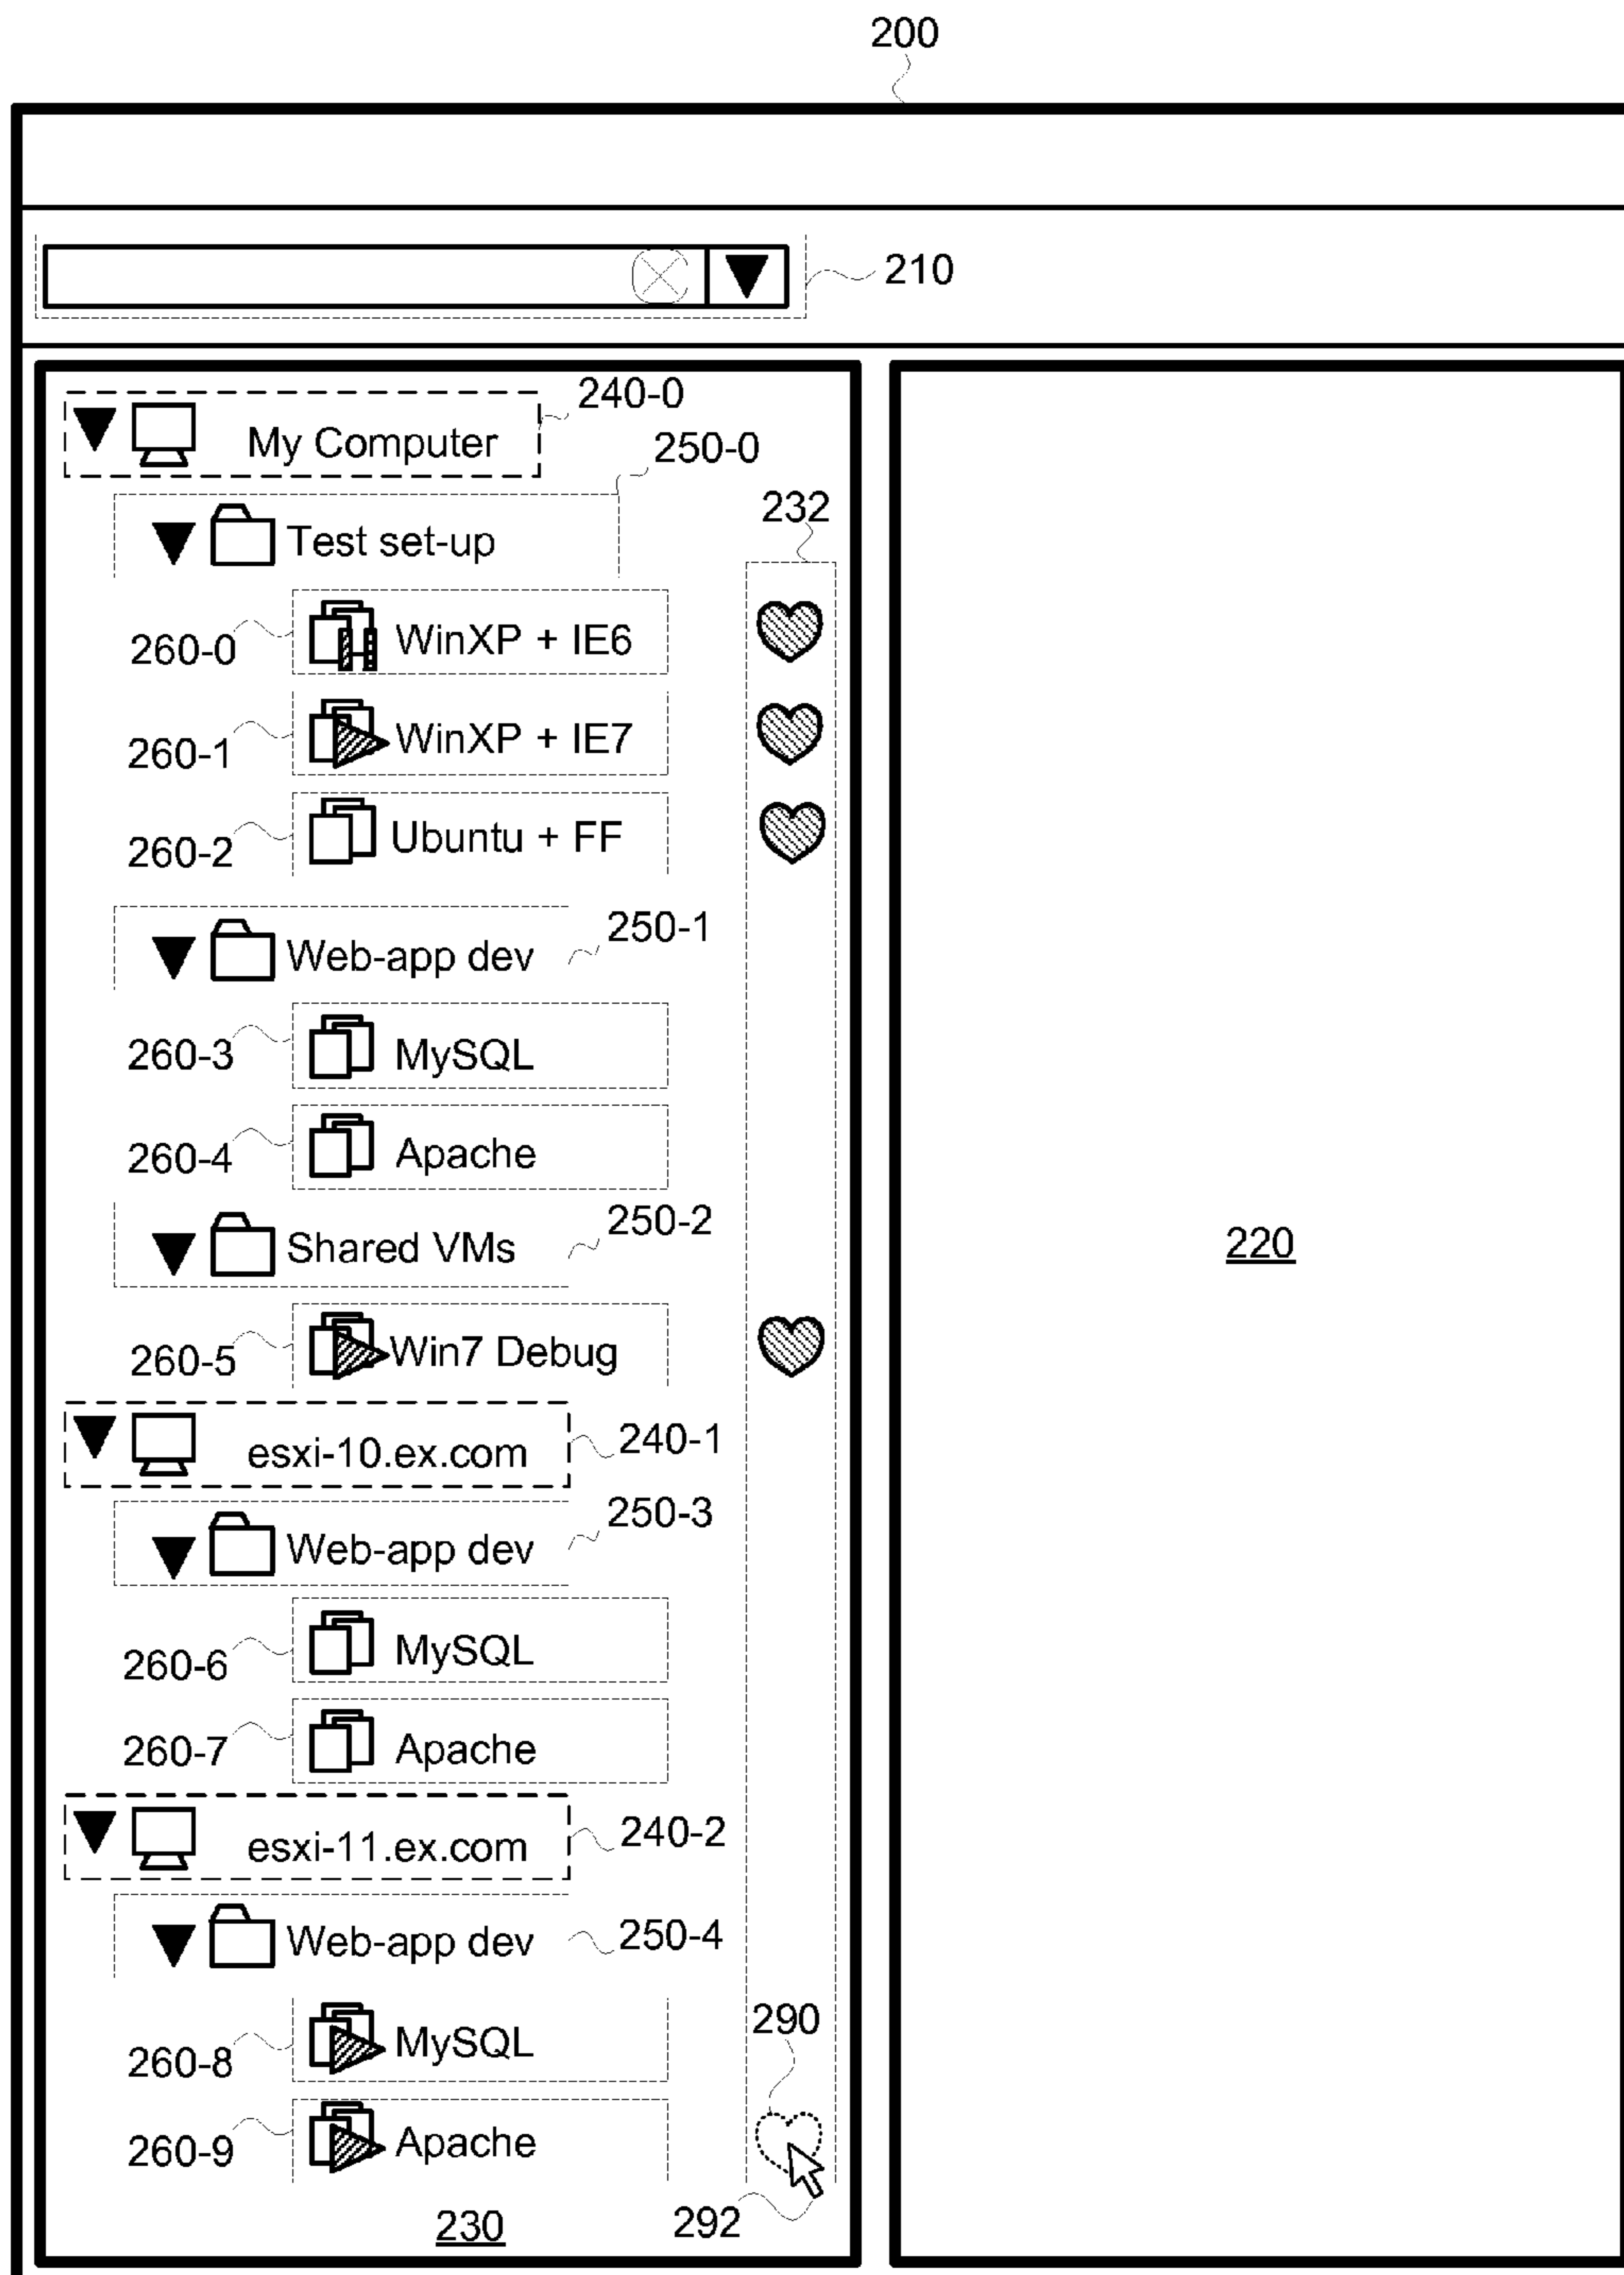 200
210
240-0
My Computer
250-0
232
Test set-up
260-0 WinXP + IE6
260-1 WinXP + IE7
260-2 Ubuntu + FF
250-1
Web-app dev
260-3 MySQL
260-4 Apache
250-2
Shared VMs
220
260-5 Win7 Debug
240-1
esxi-10.ex.com
250-3
Web-app dev
260-6 MySQL
260-7 Apache
240-2
esxi-11.ex.com
250-4
Web-app dev
290
260-8 MySQL
260-9 Apache
292
230